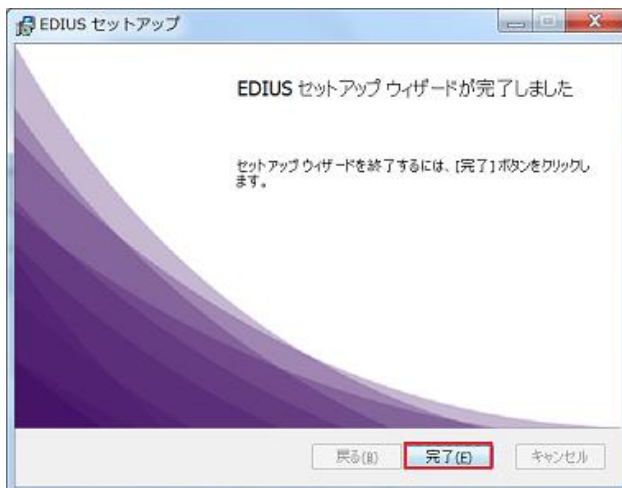 EDIUS セットアップ
EDIUS セットアップ ウィザードが完了しました
セットアップ ウィザードを終了するには、[完了] ボタンをクリックし
ます。
戻る(B) 完了(F) キャンセル